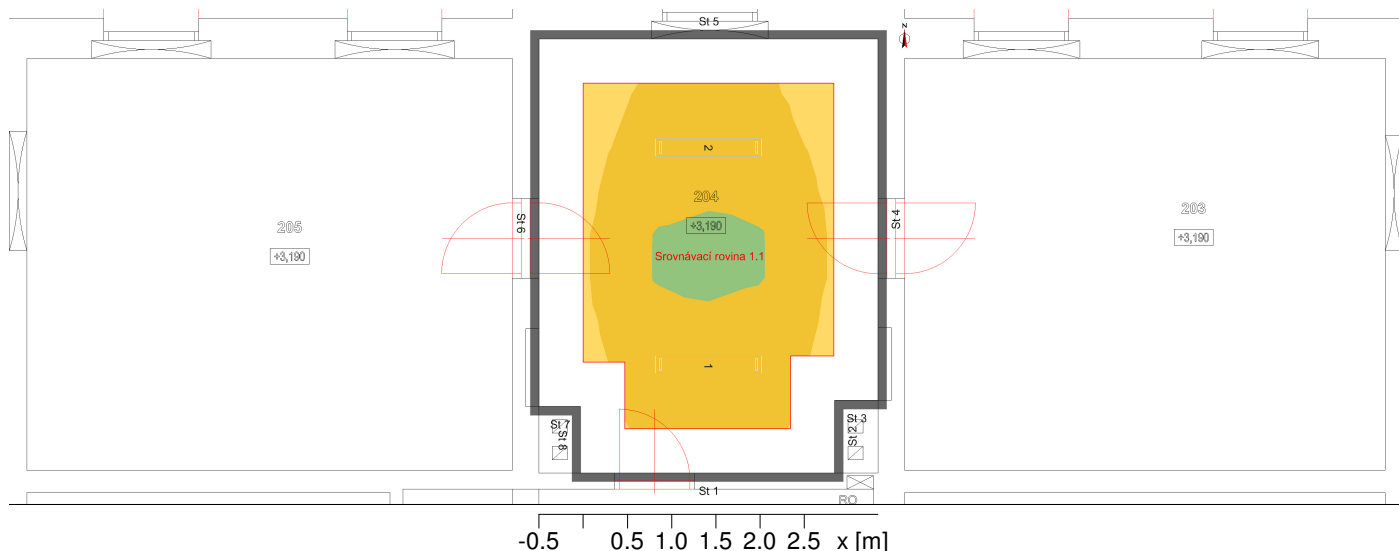 St 5
z
2
204
+3,190
205
+3,190
203
+3,190
St 6
St 4
Srovnávací rovina 1.1
1
St 7
St 8
St 2
St 3
St 1
RO
-0.5 0.5 1.0 1.5 2.0 2.5 x [m]